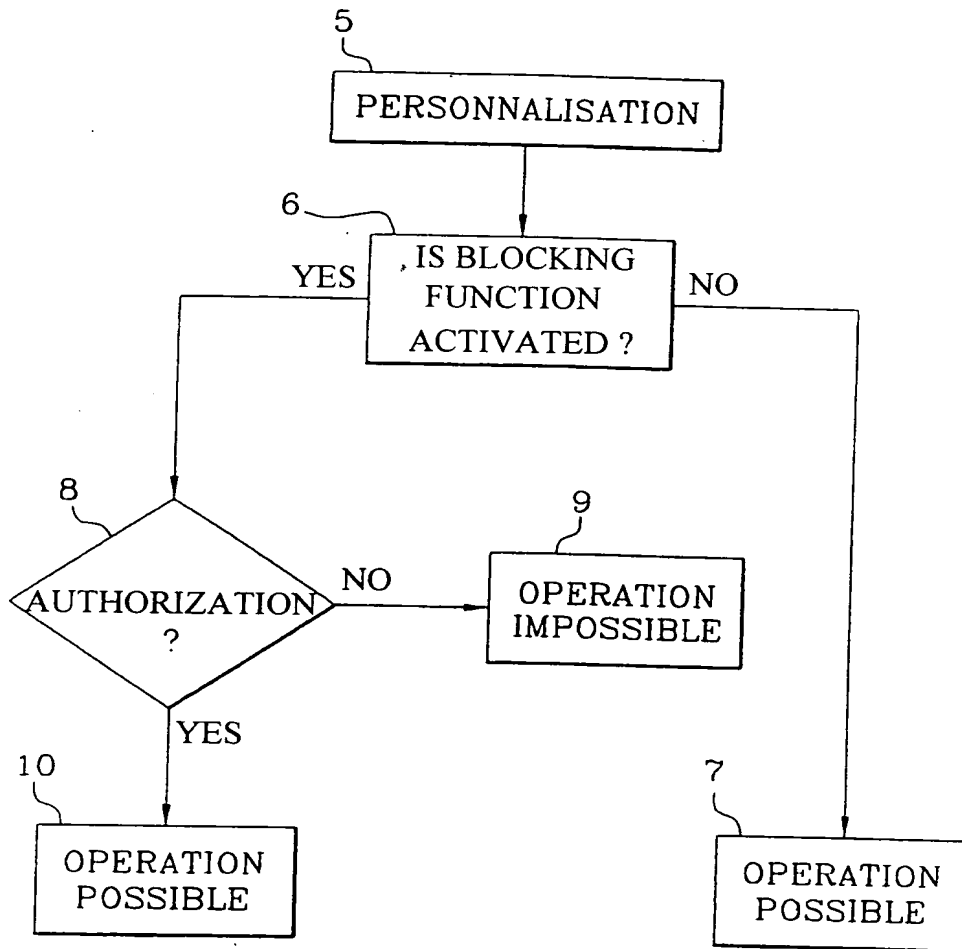 5
PERSONNALISATION
6
IS BLOCKING
FUNCTION
ACTIVATED ?
YES
NO
8
AUTHORIZATION
?
NO
9
OPERATION
IMPOSSIBLE
YES
10
OPERATION
POSSIBLE
7
OPERATION
POSSIBLE